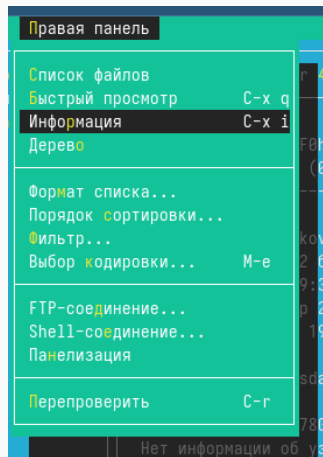 Правая панель
Список файлов
Быстрый просмотр C-x q
Информация C-x i
Дерево
Формат списка...
Порядок сортировки...
Фильтр...
Выбор кодировки... M-e
FTP-соединение...
Shell-соединение...
Панелизация
Перепроверить C-r
Нет информации об